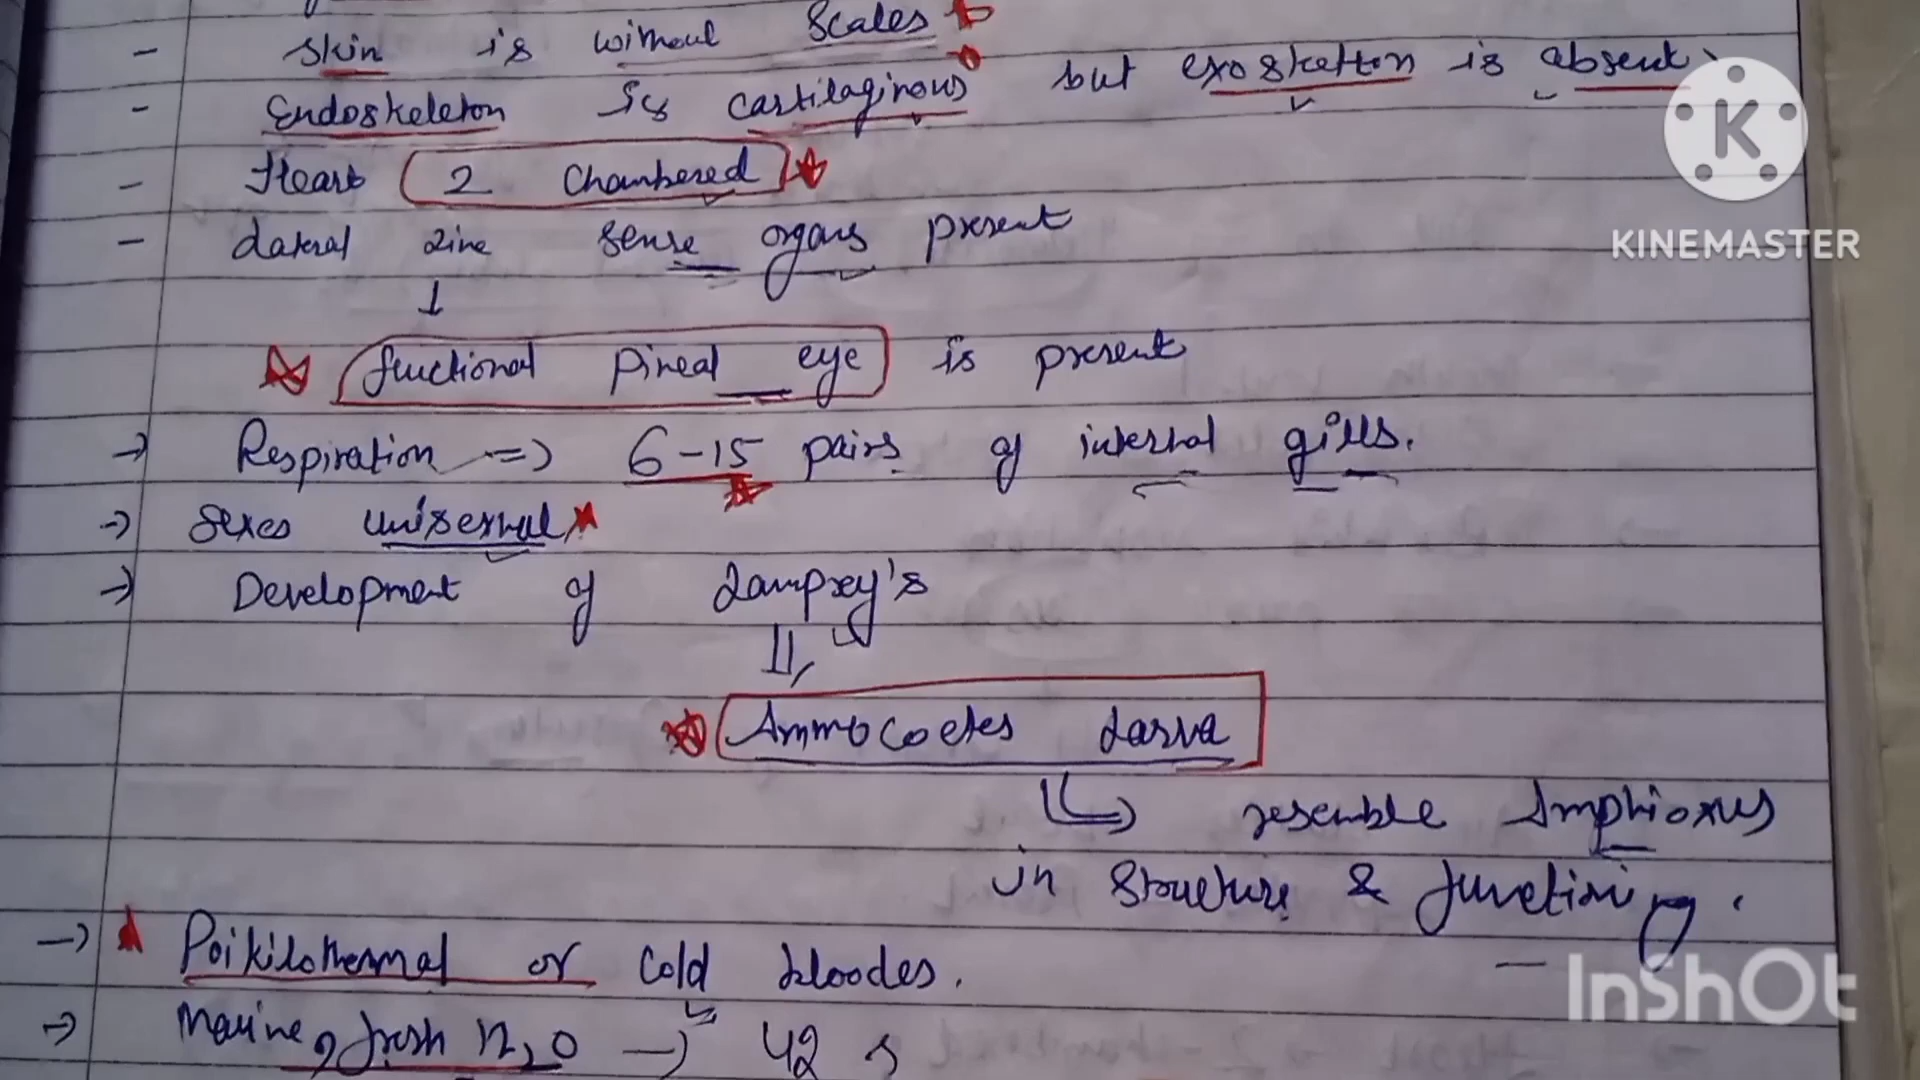 - skin is without scales
- Endoskeleton is cartilaginous but exoskelton is absent.
- Heart 2 chambered
- Lateral line sense organs present
↓
functional Pineal eye is present
→ Respiration => 6-15 pairs of internal gills.
→ Sexes unisexual
→ Development of Lamprey's
Ammocoetes Larva
resemble Amphioxus
in structure & functioning.
→ Poikilothermal or cold bloodes.
→ Marine, fresh H2O → 42 s
K
KINEMASTER
InShOt